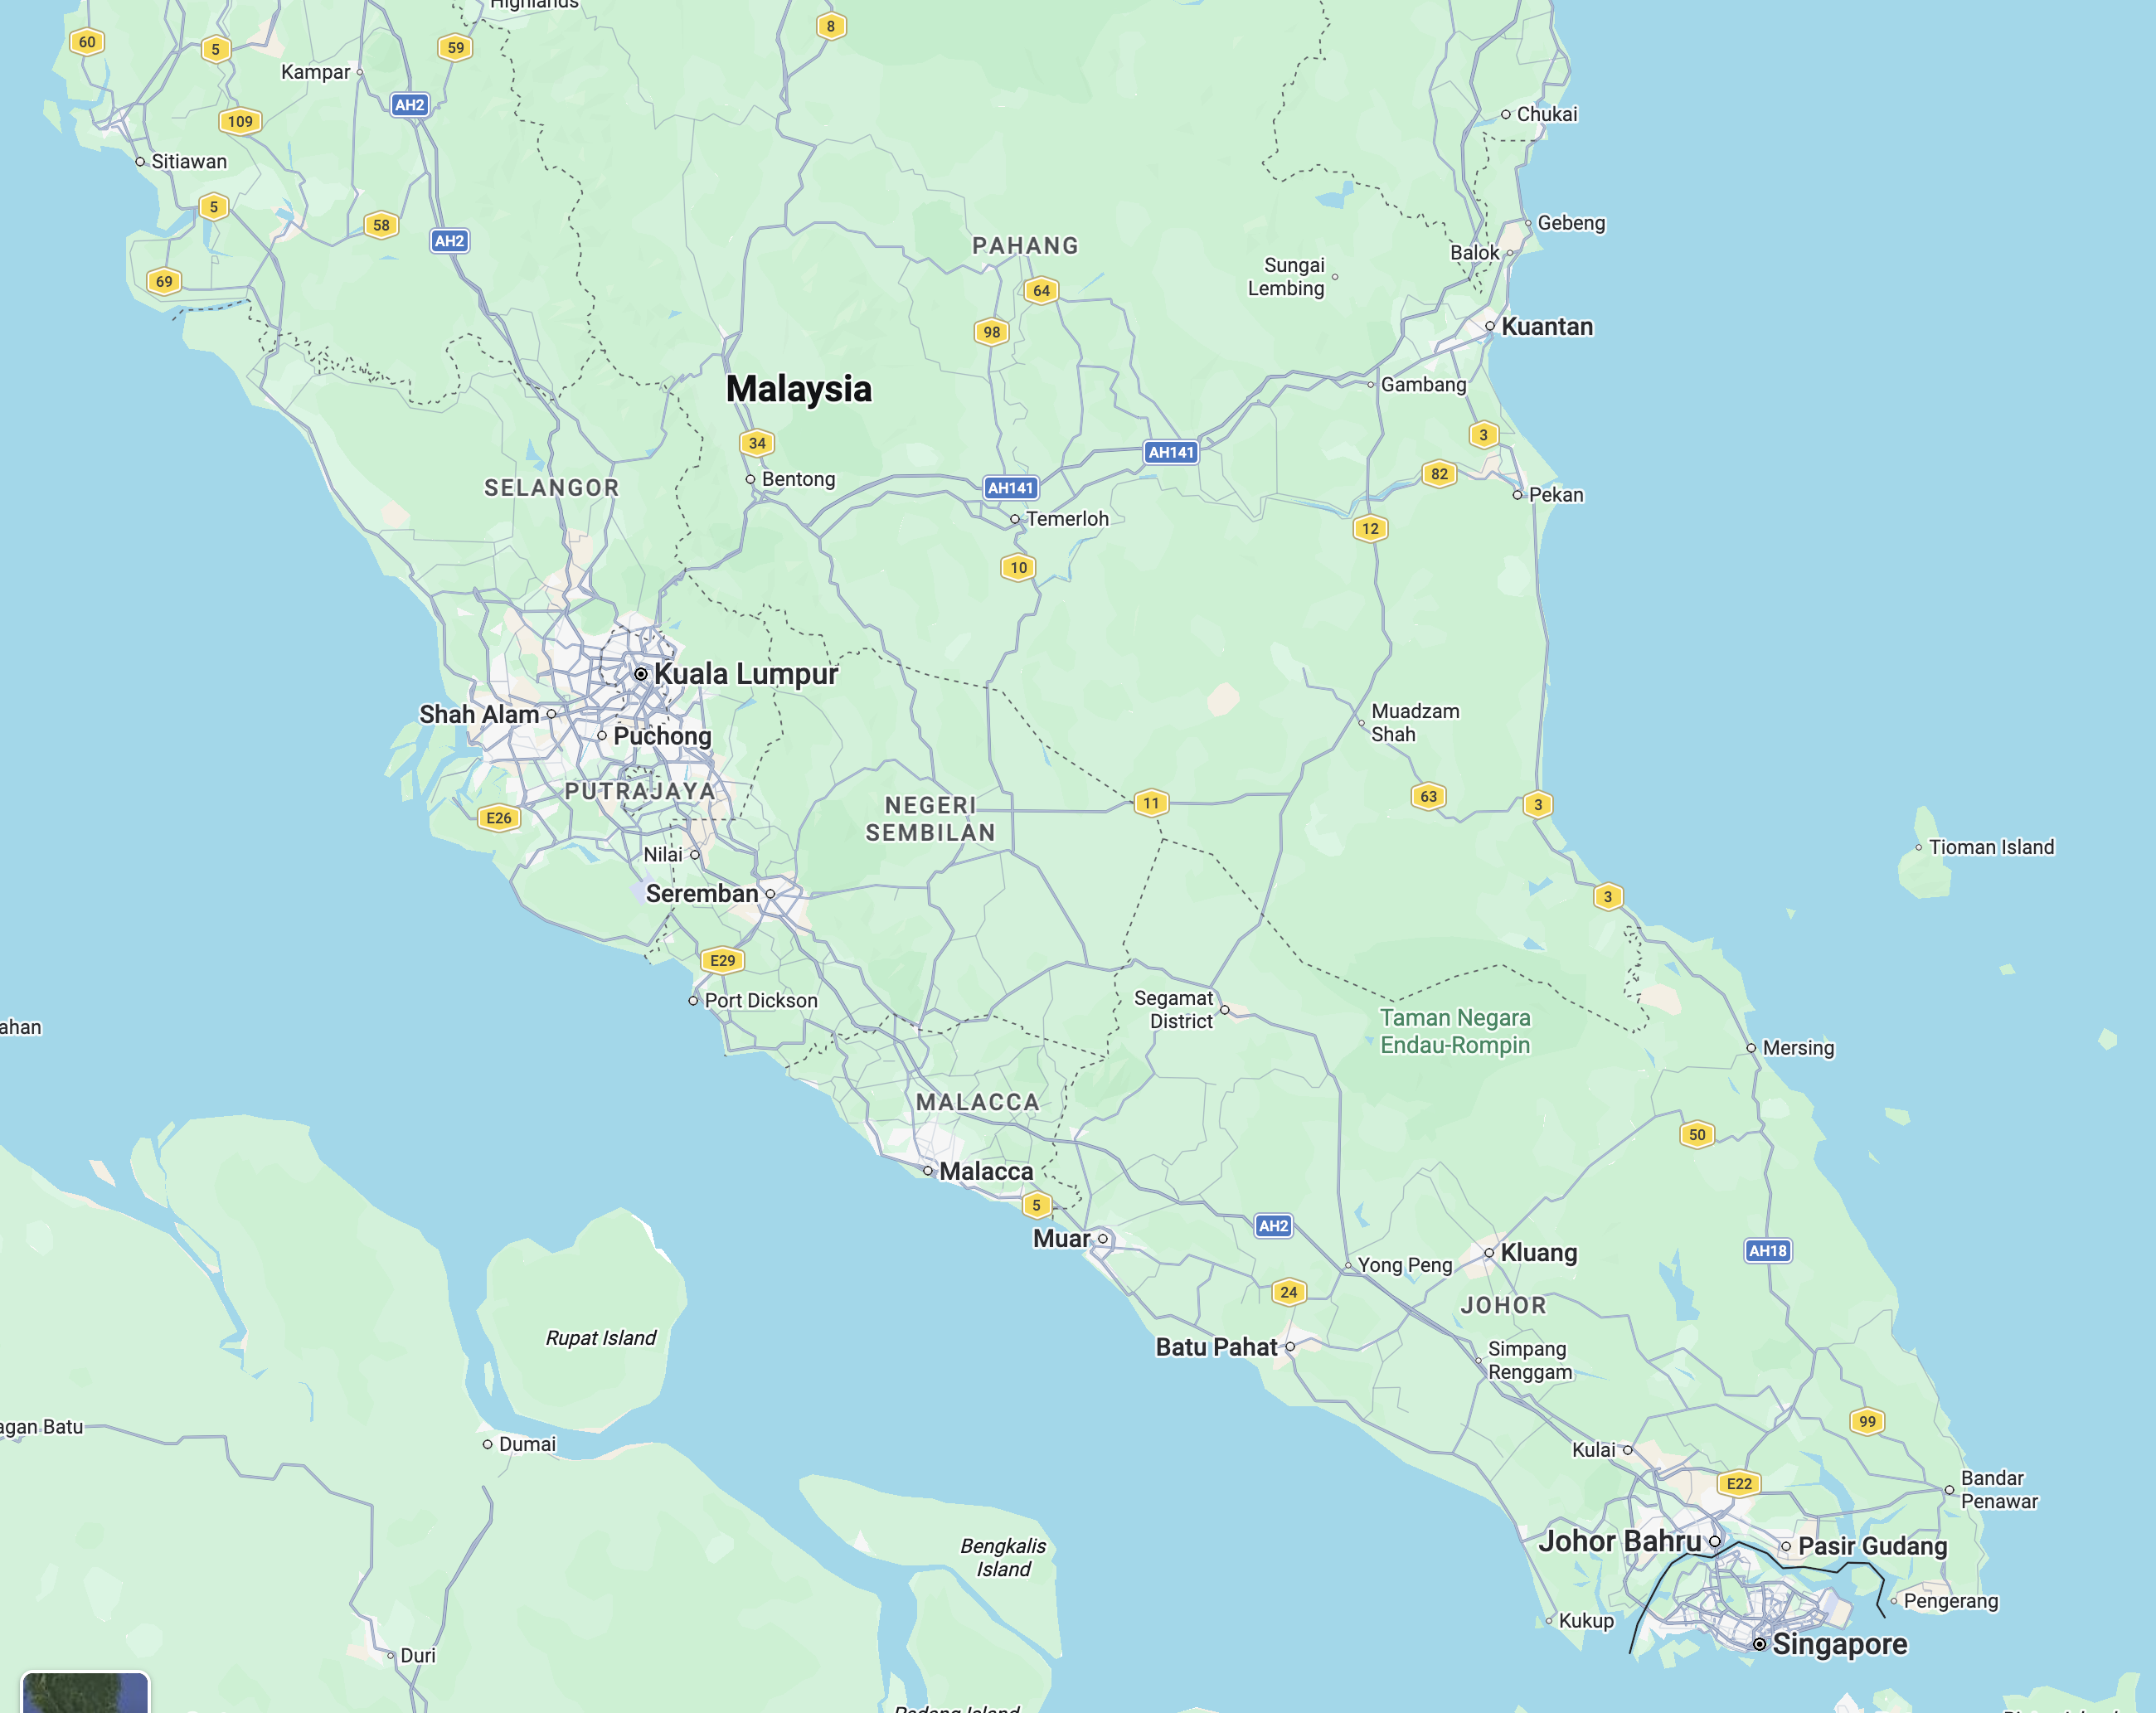 Highlands
60
5
59
8
Kampar
AH2
109
Chukai
Sitiawan
5
58
AH2
Gebeng
PAHANG
Balok
Sungai
Lembing
69
64
98
Kuantan
Malaysia
Gambang
34
3
AH141
82
Bentong
SELANGOR
AH141
Pekan
Temerloh
12
10
Kuala Lumpur
Shah Alam
Puchong
Muadzam
Shah
PUTRAJAYA
63
11
3
NEGERI
SEMBILAN
E26
Tioman Island
Nilai
Seremban
3
E29
Port Dickson
Segamat
District
Taman Negara
Endau-Rompin
ahan
Mersing
MALACCA
50
Malacca
5
AH2
Muar
Kluang
AH18
Yong Peng
24
JOHOR
Rupat Island
Batu Pahat
Simpang
Renggam
99
agan Batu
Dumai
Kulai
E22
Bandar
Penawar
Johor Bahru
Pasir Gudang
Bengkalis
Island
Pengerang
Kukup
Singapore
Duri